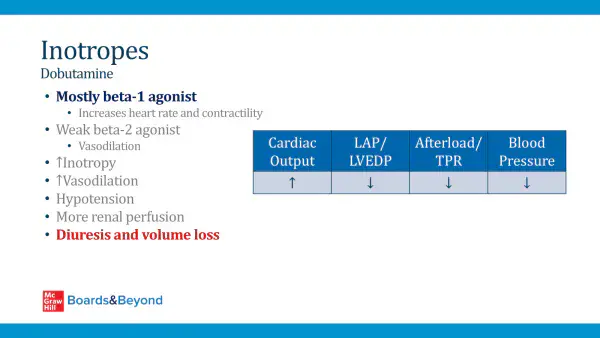 Inotropes
Dobutamine
• Mostly beta-1 agonist
• Increases heart rate and contractility
• Weak beta-2 agonist
• Vasodilation
• ↑Inotropy
• ↑Vasodilation
• Hypotension
• More renal perfusion
• Diuresis and volume loss
Cardiac Output LAP/ LVEDP Afterload/ TPR Blood Pressure
↑ ↓ ↓ ↓
Mc Graw Hill Boards&Beyond